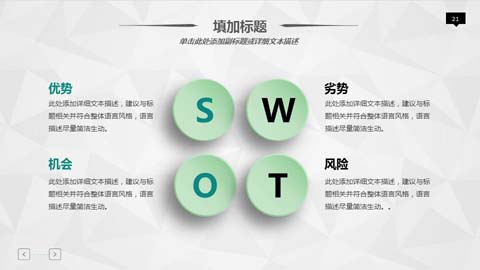 填加标题
单击此处添加副标题或详细文本描述
21
优势
此处添加详细文本描述，建议与标
题相关并符合整体语言风格，语言
描述尽量简洁生动。
S
W
劣势
此处添加详细文本描述，建议与标
题相关并符合整体语言风格，语言
描述尽量简洁生动。
机会
此处添加详细文本描述，建议与标
题相关并符合整体语言风格，语言
描述尽量简洁生动。
O
T
风险
此处添加详细文本描述，建议与标
题相关并符合整体语言风格，语言
描述尽量简洁生动。。